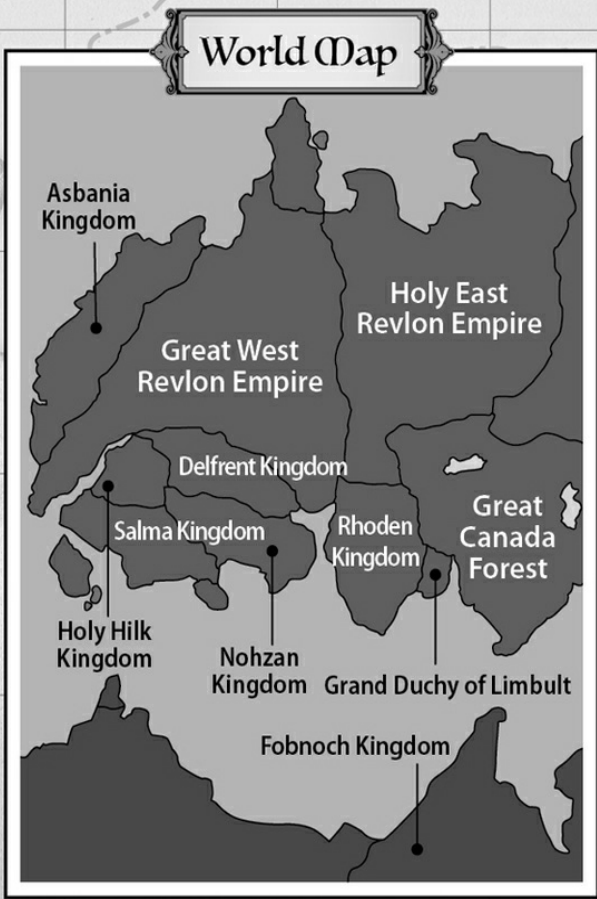 World Map
Asbania
Kingdom
Holy East
Revlon Empire
Great West
Revlon Empire
Delfrent Kingdom
Salma Kingdom
Rhoden
Kingdom
Great
Canada
Forest
Holy Hilk
Kingdom
Nohzan
Kingdom
Grand Duchy of Limbult
Fobnoch Kingdom